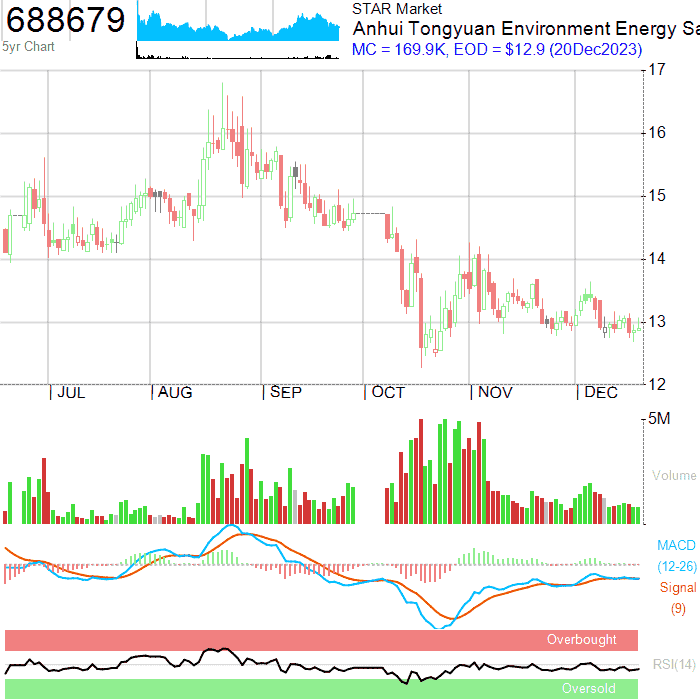 688679
5yr Chart
STAR Market
Anhui Tongyuan Environment Energy Sa
MC = 169.9K, EOD = $12.9 (20Dec2023)
17
16
15
14
13
12
JUL AUG SEP OCT NOV DEC
5M
Volume
MACD
(12-26)
Signal
(9)
Overbought
RSI(14)
Oversold